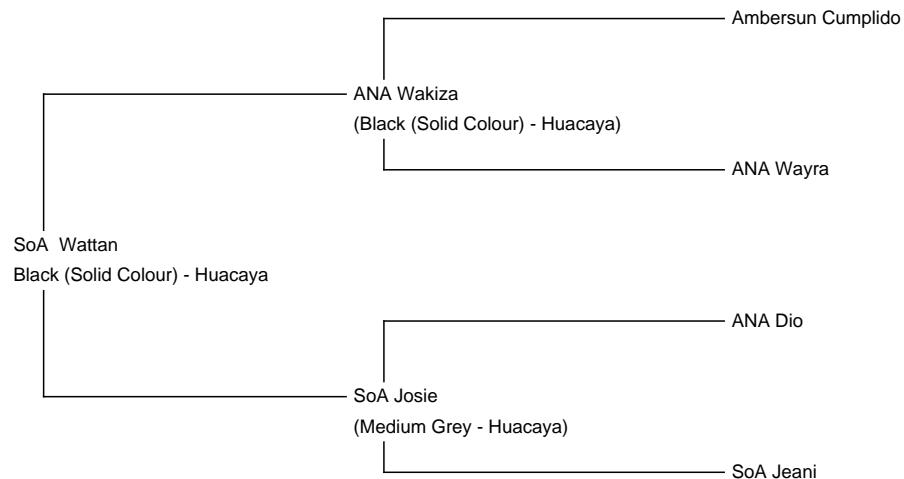 Ambersun Cumplido
ANA Wakiza
(Black (Solid Colour) - Huacaya)
ANA Wayra
SoA  Wattan
Black (Solid Colour) - Huacaya
ANA Dio
SoA Josie
(Medium Grey - Huacaya)
SoA Jeani